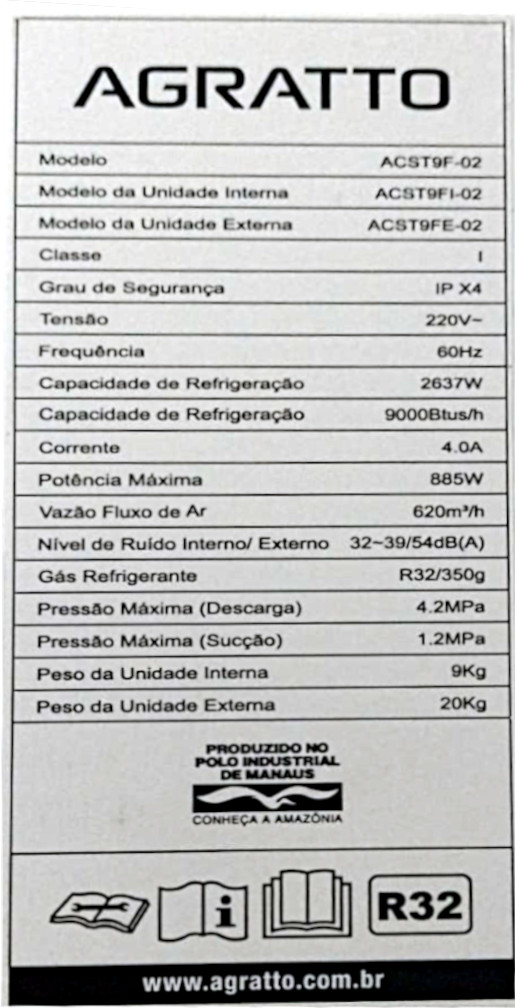 AGRATTO
Modelo ACST9F-02
Modelo da Unidade Interna ACST9FI-02
Modelo da Unidade Externa ACST9FE-02
Classe I
Grau de Segurança IP X4
Tensão 220V~
Frequência 60Hz
Capacidade de Refrigeração 2637W
Capacidade de Refrigeração 9000Btus/h
Corrente 4.0A
Potência Máxima 885W
Vazão Fluxo de Ar 620m³/h
Nível de Ruído Interno/ Externo 32~39/54dB(A)
Gás Refrigerante R32/350g
Pressão Máxima (Descarga) 4.2MPa
Pressão Máxima (Sucção) 1.2MPa
Peso da Unidade Interna 9Kg
Peso da Unidade Externa 20Kg
PRODUZIDO NO
POLO INDUSTRIAL
DE MANAUS
CONHEÇA A AMAZÔNIA
i R32
www.agratto.com.br